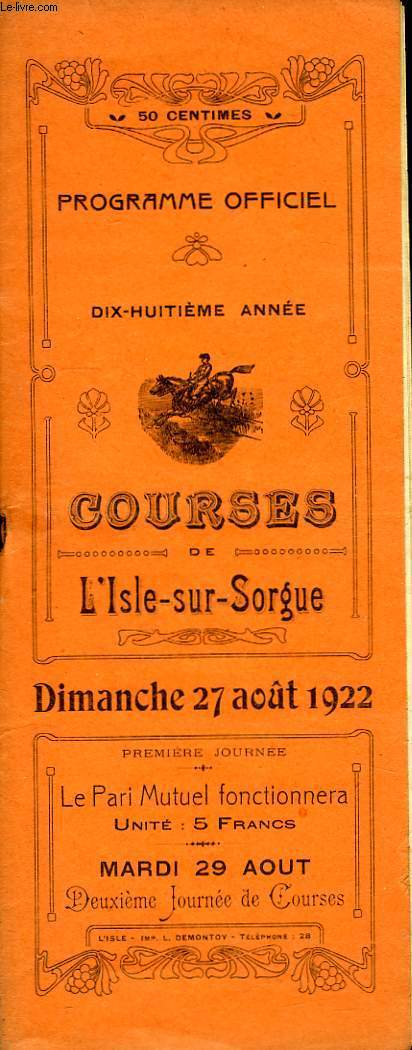 Le-livre.com
50 CENTIMES
PROGRAMME OFFICIEL
DIX-HUITIÈME ANNÉE
COURSES
DE
L'Isle-sur-Sorgue
Dimanche 27 août 1922
PREMIÈRE JOURNÉE
Le Pari Mutuel fonctionnera
UNITÉ : 5 FRANCS
MARDI 29 AOUT
Deuxième Journée de Courses
L'ISLE - IMP. L. DEMONTOY - TÉLÉPHONE : 28